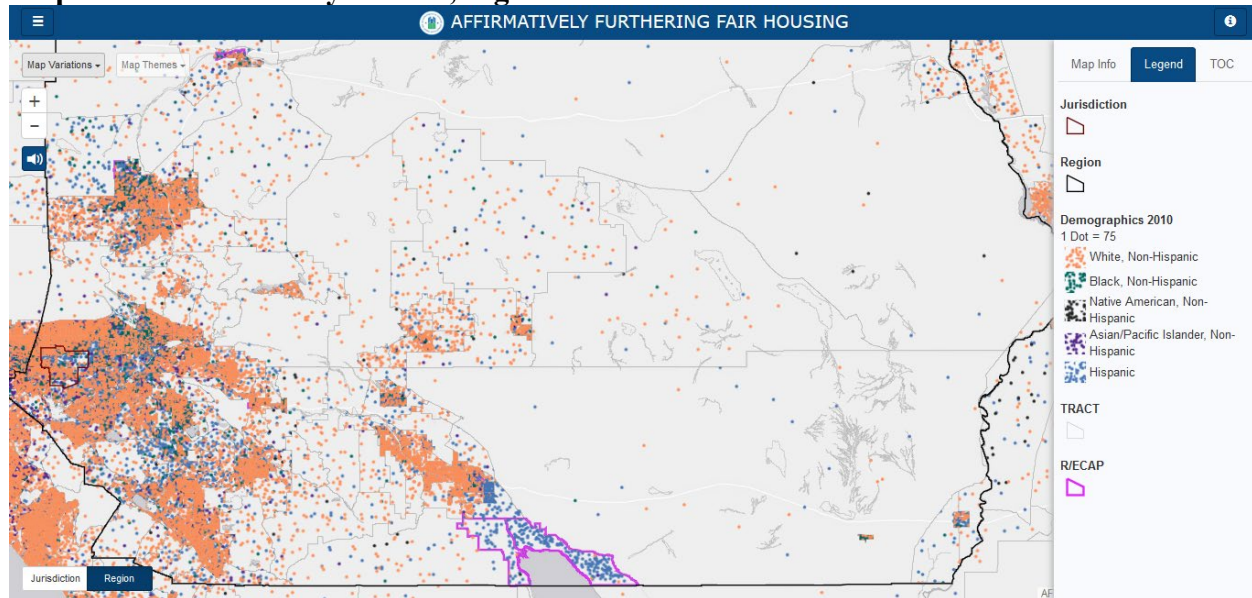 AFFIRMATIVELY FURTHERING FAIR HOUSING
Map Variations
Map Themes
+
−
Jurisdiction
Region
AF
Map Info
Legend
TOC
Jurisdiction
Region
Demographics 2010
1 Dot = 75
White, Non-Hispanic
Black, Non-Hispanic
Native American, Non-
Hispanic
Asian/Pacific Islander, Non-
Hispanic
Hispanic
TRACT
R/ECAP